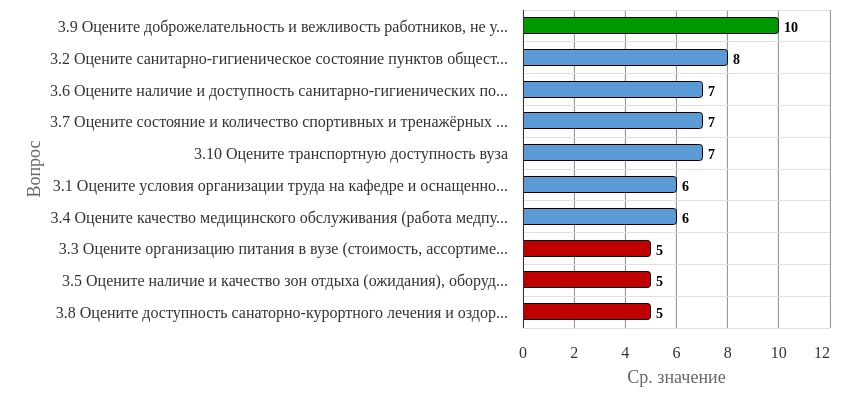 3.9 Оцените доброжелательность и вежливость работников, не у... 10
3.2 Оцените санитарно-гигиеническое состояние пунктов общест... 8
3.6 Оцените наличие и доступность санитарно-гигиенических по... 7
3.7 Оцените состояние и количество спортивных и тренажёрных ... 7
3.10 Оцените транспортную доступность вуза 7
3.1 Оцените условия организации труда на кафедре и оснащенно... 6
3.4 Оцените качество медицинского обслуживания (работа медпу... 6
3.3 Оцените организацию питания в вузе (стоимость, ассортиме... 5
3.5 Оцените наличие и качество зон отдыха (ожидания), оборуд... 5
3.8 Оцените доступность санаторно-курортного лечения и оздор... 5
Вопрос
0 2 4 6 8 10 12
Ср. значение